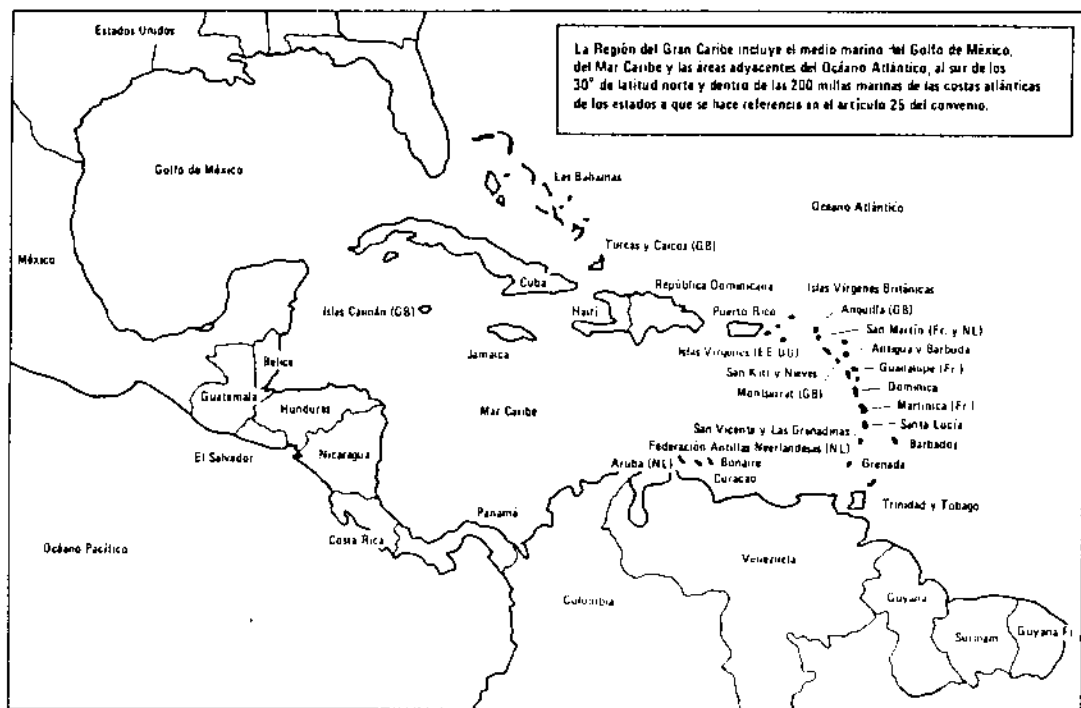 Estados Unidos
La Región del Gran Caribe incluye el medio marino del Golfo de México,
del Mar Caribe y las áreas adyacentes del Océano Atlántico, al sur de los
30° de latitud norte y dentro de las 200 millas marinas de las costas atlánticas
de los estados a que se hace referencia en el artículo 25 del convenio.
Golfo de México
Las Bahamas
Océano Atlántico
México
Turcas y Caicos (GB)
Cuba
República Dominicana
Islas Vírgenes Británicas
Islas Caimán (GB)
Haití
Puerto Rico
Anguilla (GB)
San Martín (Fr. y NL)
Jamaica
Islas Vírgenes (EE UU)
Antigua y Barbuda
Belice
San Kitt y Nieves
Guadalupe (Fr.)
Guatemala
Montserrat (GB)
Dominica
Honduras
Mar Caribe
Martinica (Fr.)
San Vicente y Las Grenadinas
Santa Lucía
El Salvador
Nicaragua
Federación Antillas Neerlandesas (NL)
Barbados
Aruba (NL)
Bonaire
Grenada
Curacao
Trinidad y Tobago
Panamá
Costa Rica
Océano Pacífico
Venezuela
Colombia
Guyana
Surinam
Guyana Fr.